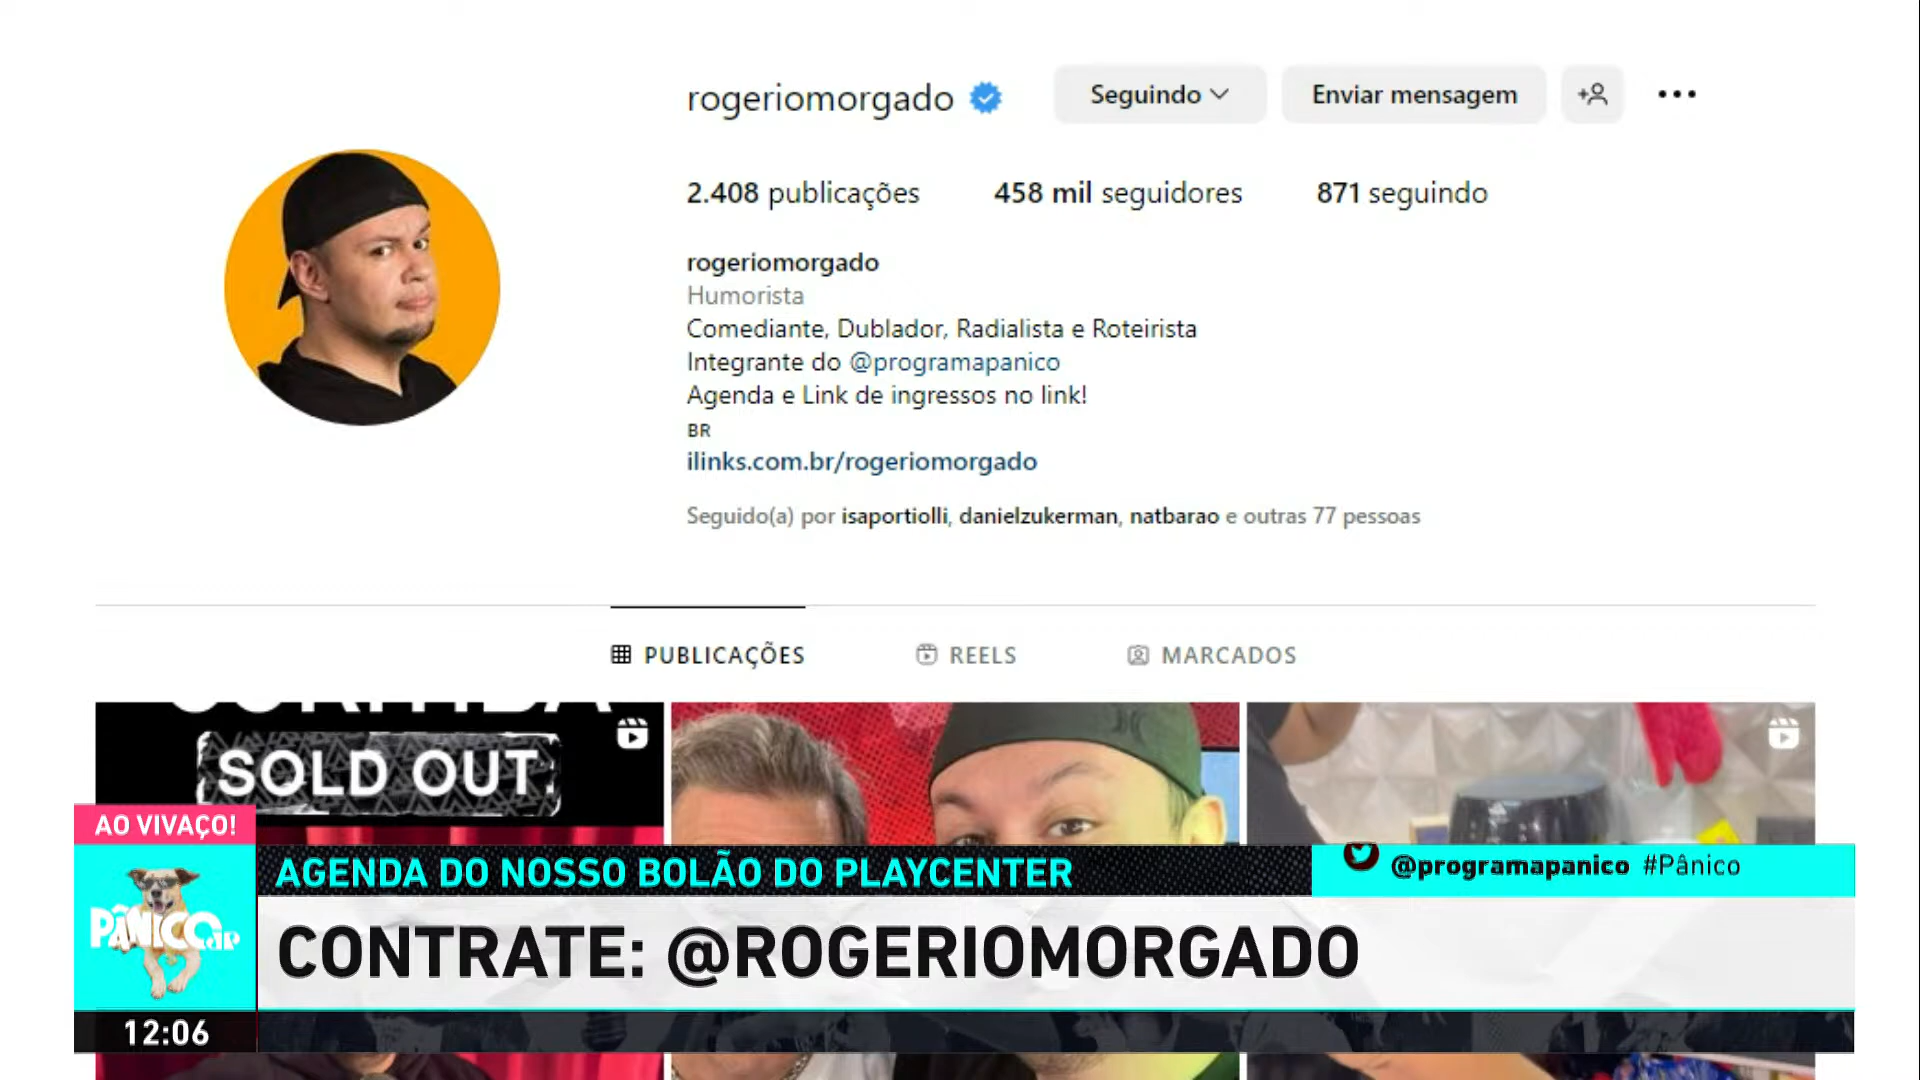 rogeriomorgado
Seguindo
Enviar mensagem
2.408 publicações
458 mil seguidores
871 seguindo
rogeriomorgado
Humorista
Comediante, Dublador, Radialista e Roteirista
Integrante do @programapanico
Agenda e Link de ingressos no link!
BR
ilinks.com.br/rogeriomorgado
Seguido(a) por isaportiolli, danielzukerman, natbarao e outras 77 pessoas
PUBLICAÇÕES
REELS
MARCADOS
CURITIBA
SOLD OUT
AO VIVAÇO!
AGENDA DO NOSSO BOLÃO DO PLAYCENTER
@programapanico #Pânico
PÂNICO JP
CONTRATE: @ROGERIOMORGADO
12:06